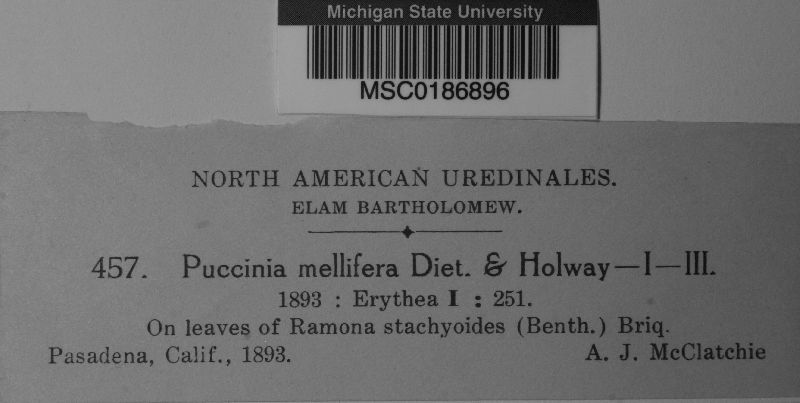 Michigan State University
MSC0186896
NORTH AMERICAN UREDINALES.
ELAM BARTHOLOMEW.
457. Puccinia mellifera Diet. & Holway—I—III.
1893 : Erythea I : 251.
On leaves of Ramona stachyoides (Benth.) Briq.
Pasadena, Calif., 1893. A. J. McClatchie